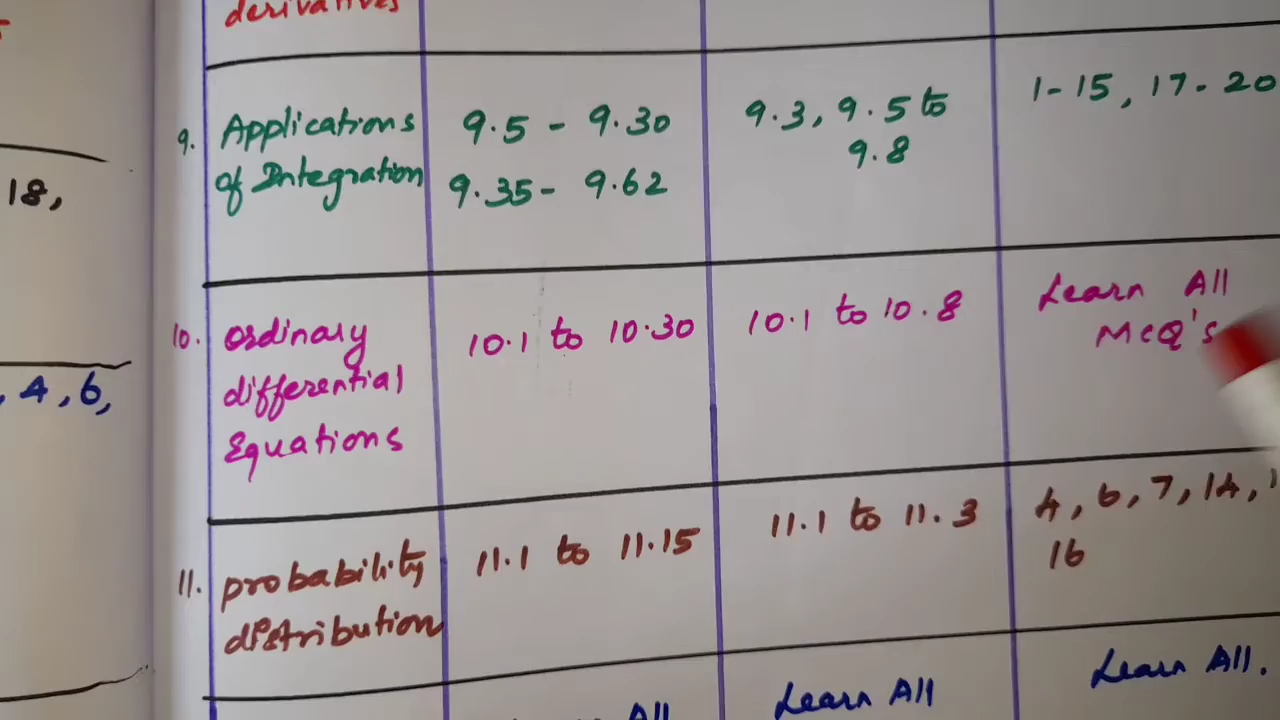 derivatives
18,
4, 6,
9. Applications of Integration
9.5 - 9.30
9.35 - 9.62
9.3, 9.5 to
9.8
1-15, 17-20
10. Ordinary
differential
Equations
10.1 to 10.30
10.1 to 10.8
Learn All
MCQ's
11. probability
distribution
11.1 to 11.15
11.1 to 11.3
4, 6, 7, 14,
16
All
Learn All
Learn All.